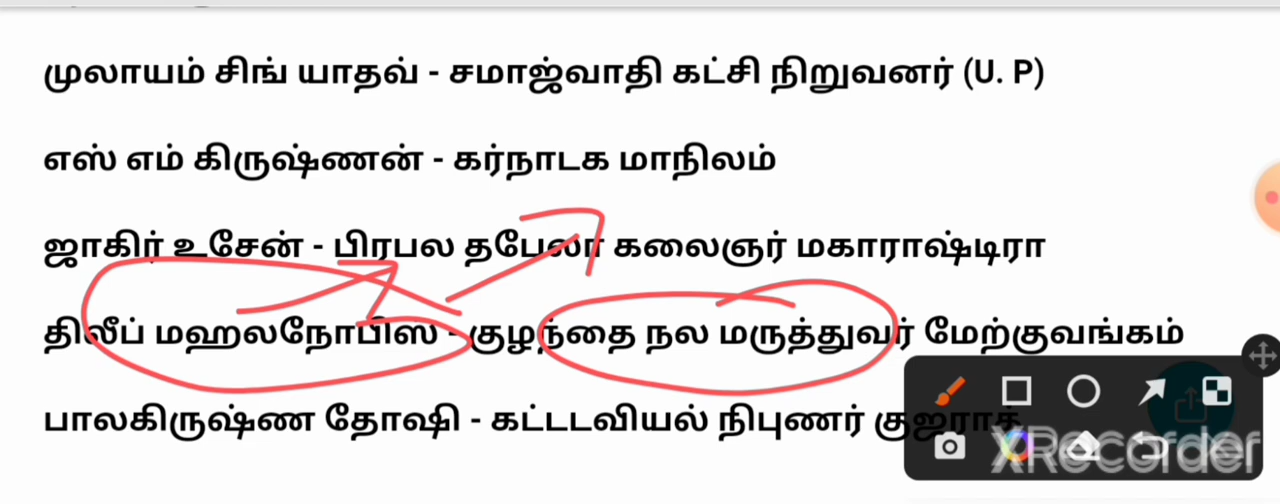 முலாயம் சிங் யாதவ் - சமாஜ்வாதி கட்சி நிறுவனர் (U. P)
எஸ் எம் கிருஷ்ணன் - கர்நாடக மாநிலம்
ஜாகிர் உசேன் - பிரபல தபேலா கலைஞர் மகாராஷ்டிரா
திலீப் மஹலநோபிஸ் - குழந்தை நல மருத்துவர் மேற்குவங்கம்
பாலகிருஷ்ண தோஷி - கட்டடவியல் நிபுணர் குஜராத்
XRecorder